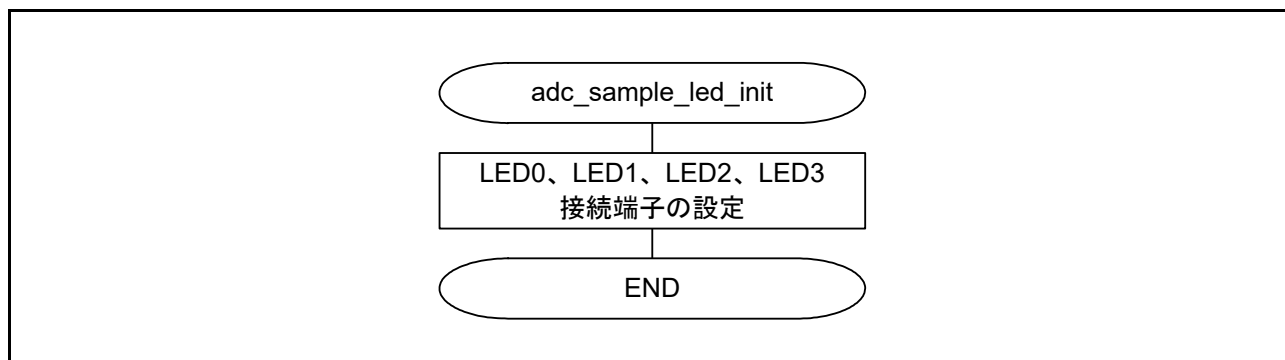 adc_sample_led_init
LED0、LED1、LED2、LED3
接続端子の設定
END